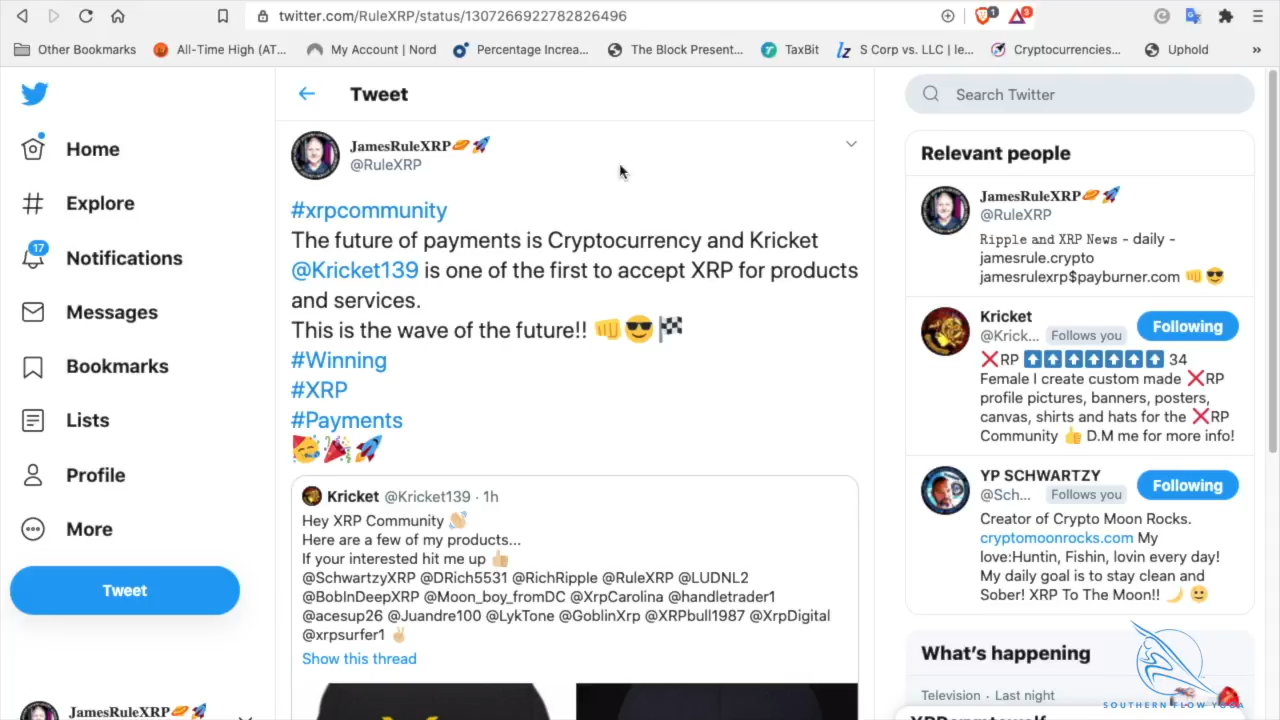 twitter.com/RuleXRP/status/1307266922782826496
1
3
Other Bookmarks
All-Time High (AT...
My Account | Nord
Percentage Increa...
The Block Present...
TaxBit
S Corp vs. LLC | le...
Cryptocurrencies...
Uphold
»
Home
Explore
17
Notifications
Messages
Bookmarks
Lists
Profile
More
Tweet
JamesRuleXRP
Tweet
JamesRuleXRP
@RuleXRP
#xrpcommunity
The future of payments is Cryptocurrency and Kricket
@Kricket139 is one of the first to accept XRP for products
and services.
This is the wave of the future!! 👊😎🏁
#Winning
#XRP
#Payments
🥳🎉🚀
Kricket @Kricket139 · 1h
Hey XRP Community 👋🏼
Here are a few of my products...
If your interested hit me up 👍🏼
@SchwartzyXRP @DRich5531 @RichRipple @RuleXRP @LUDNL2
@BobInDeepXRP @Moon_boy_fromDC @XrpCarolina @handletrader1
@acesup26 @Juandre100 @LykTone @GoblinXrp @XRPbull1987 @XrpDigital
@xrpsurfer1 ✌🏼
Show this thread
Search Twitter
Relevant people
JamesRuleXRP
@RuleXRP
Ripple and XRP News - daily -
jamesrule.crypto
jamesrulexrp$payburner.com 👊😎
Kricket
@Krick... Follows you
Following
❌RP ⬆️⬆️⬆️⬆️⬆️⬆️⬆️ 34
Female I create custom made ❌RP
profile pictures, banners, posters,
canvas, shirts and hats for the ❌RP
Community 👍 D.M me for more info!
YP SCHWARTZY
@Sch... Follows you
Following
Creator of Crypto Moon Rocks.
cryptomoonrocks.com My
love:Huntin, Fishin, lovin every day!
My daily goal is to stay clean and
Sober! XRP To The Moon!! 🌙 😀
What's happening
Television · Last night
SOUTHERN FLOW YOGA